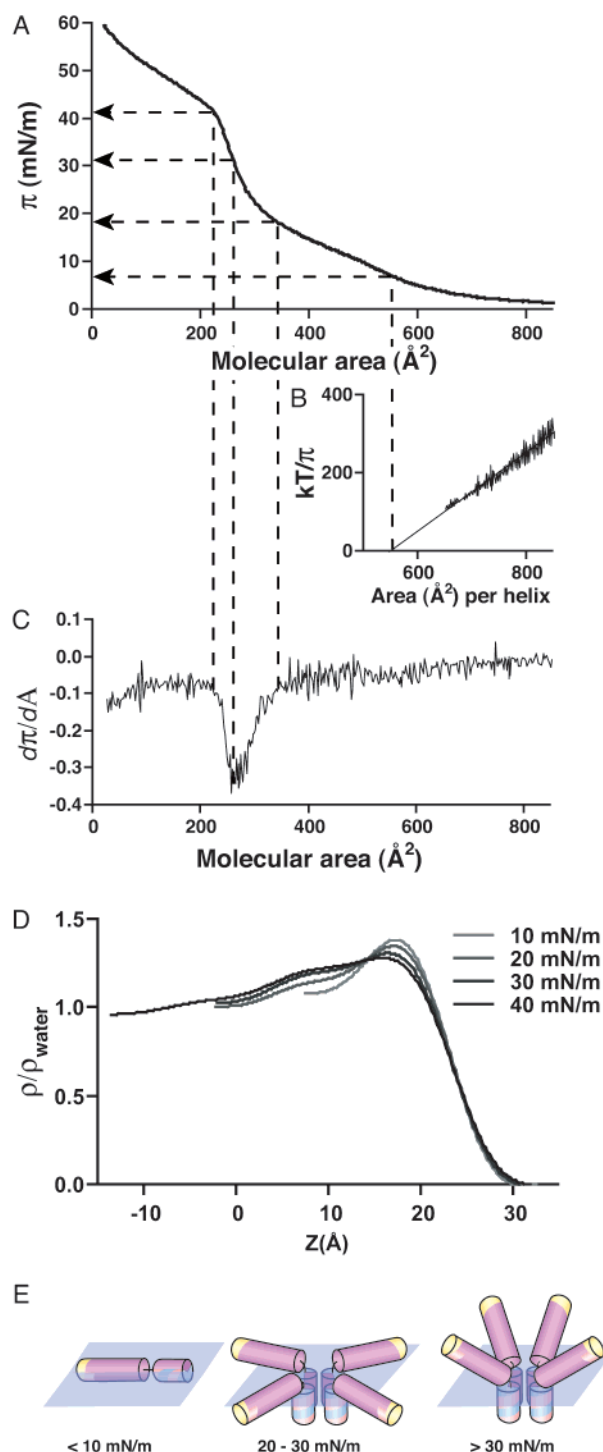 A
60
50
40
30
20
10
0
π (mN/m)
0 200 400 600 800
Molecular area (Å²)
B
400
200
0
kT/π
600 800
Area (Å²) per helix
C
0.1
0.0
-0.1
-0.2
-0.3
-0.4
dπ/dA
0 200 400 600 800
Molecular area (Å²)
D
1.5
1.0
0.5
0.0
ρ/ρwater
10 mN/m
20 mN/m
30 mN/m
40 mN/m
-10 0 10 20 30
Z(Å)
E
< 10 mN/m 20 - 30 mN/m > 30 mN/m